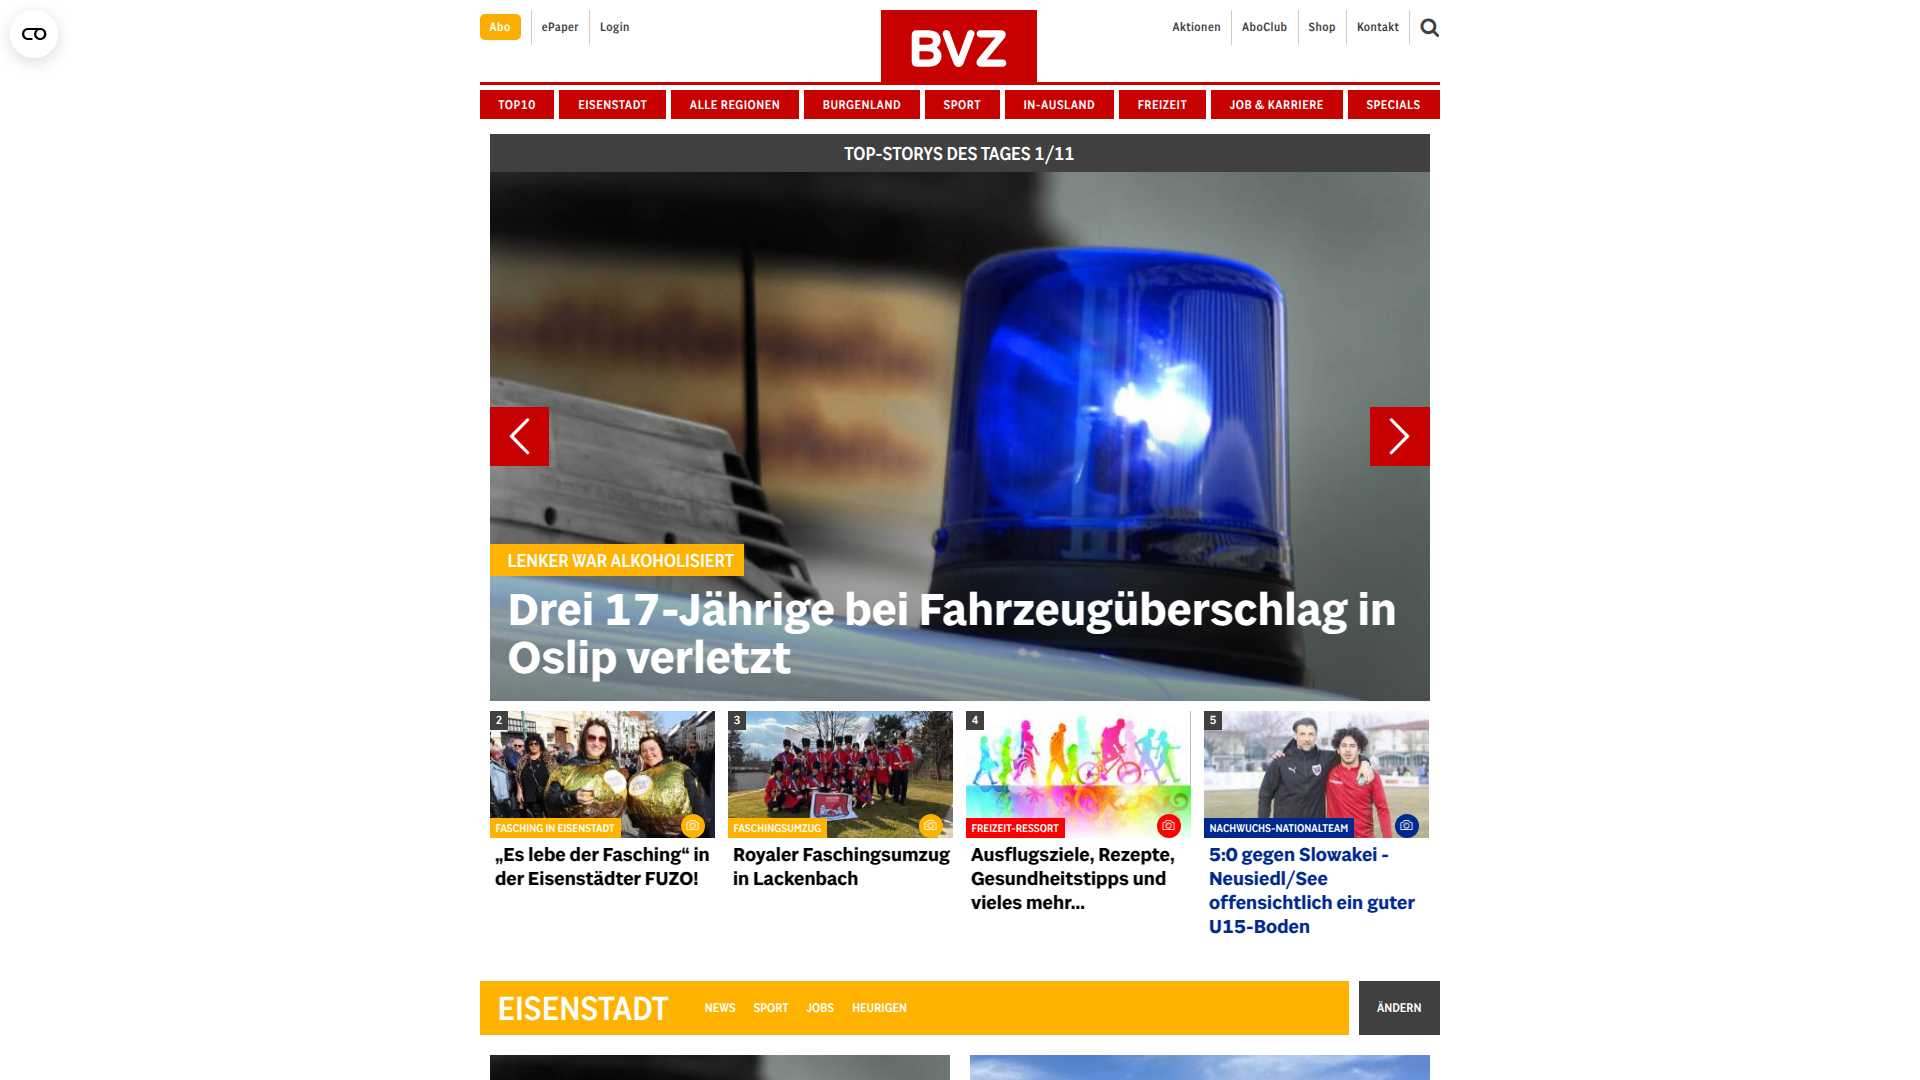 Abo
ePaper
Login
BVZ
Aktionen
AboClub
Shop
Kontakt
TOP10
EISENSTADT
ALLE REGIONEN
BURGENLAND
SPORT
IN-AUSLAND
FREIZEIT
JOB & KARRIERE
SPECIALS
TOP-STORYS DES TAGES 1/11
LENKER WAR ALKOHOLISIERT
Drei 17-Jährige bei Fahrzeugüberschlag in
Oslip verletzt
2
FASCHING IN EISENSTADT
„Es lebe der Fasching“ in
der Eisenstädter FUZO!
3
FASCHINGSUMZUG
Royaler Faschingsumzug
in Lackenbach
4
FREIZEIT-RESSORT
Ausflugsziele, Rezepte,
Gesundheitstipps und
vieles mehr...
5
NACHWUCHS-NATIONALTEAM
5:0 gegen Slowakei -
Neusiedl/See
offensichtlich ein guter
U15-Boden
EISENSTADT
NEWS
SPORT
JOBS
HEURIGEN
ÄNDERN